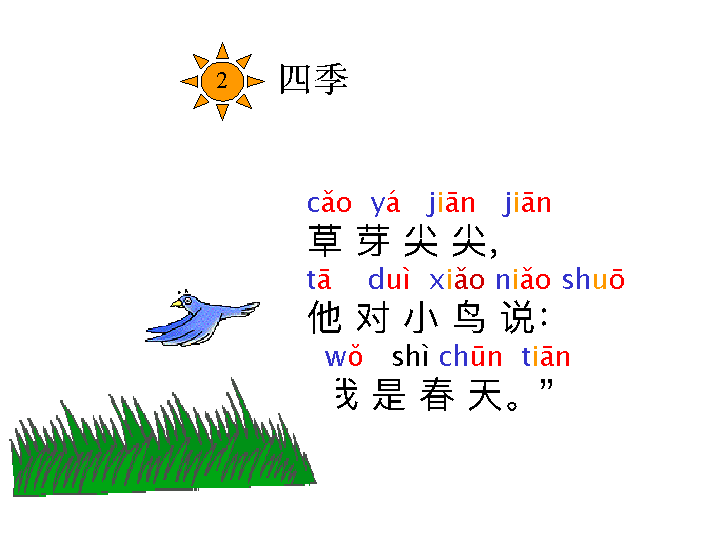 2 四季
cǎo yá jiān jiān
草 芽 尖 尖，
tā duì xiǎo niǎo shuō
他 对 小 鸟 说：
wǒ shì chūn tiān
我 是 春 天。”